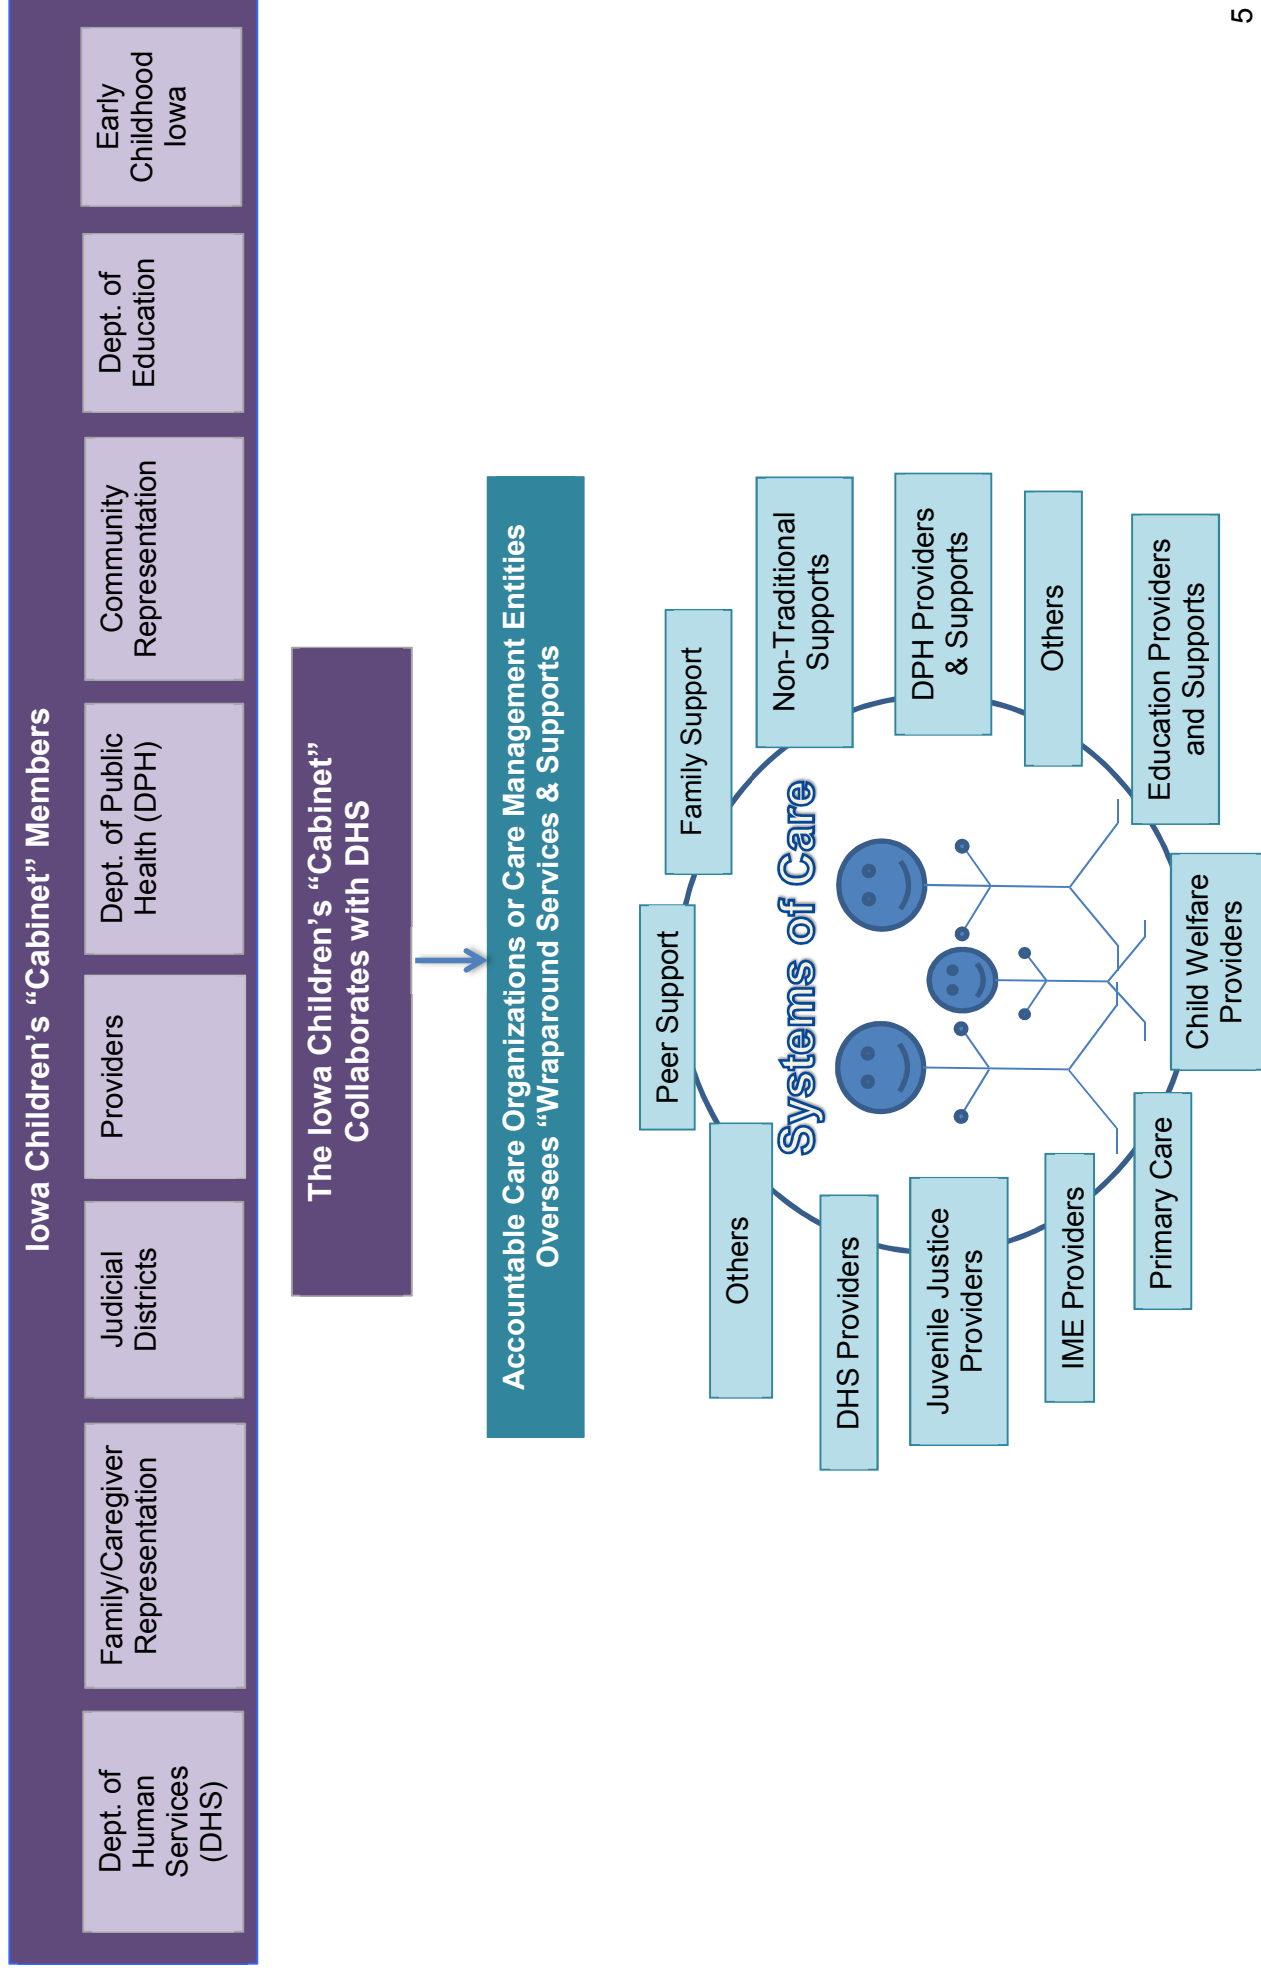 Iowa Children’s “Cabinet” Members
Dept. of
Human
Services
(DHS)
Family/Caregiver
Representation
Judicial
Districts
Providers
Dept. of Public
Health (DPH)
Community
Representation
Dept. of
Education
Early
Childhood
Iowa
The Iowa Children’s “Cabinet”
Collaborates with DHS
Accountable Care Organizations or Care Management Entities
Oversees “Wraparound Services & Supports
Peer Support
Family Support
Non-Traditional
Supports
DPH Providers
& Supports
Others
Education Providers
and Supports
Child Welfare
Providers
Primary Care
IME Providers
Juvenile Justice
Providers
DHS Providers
Others
Systems of Care
5